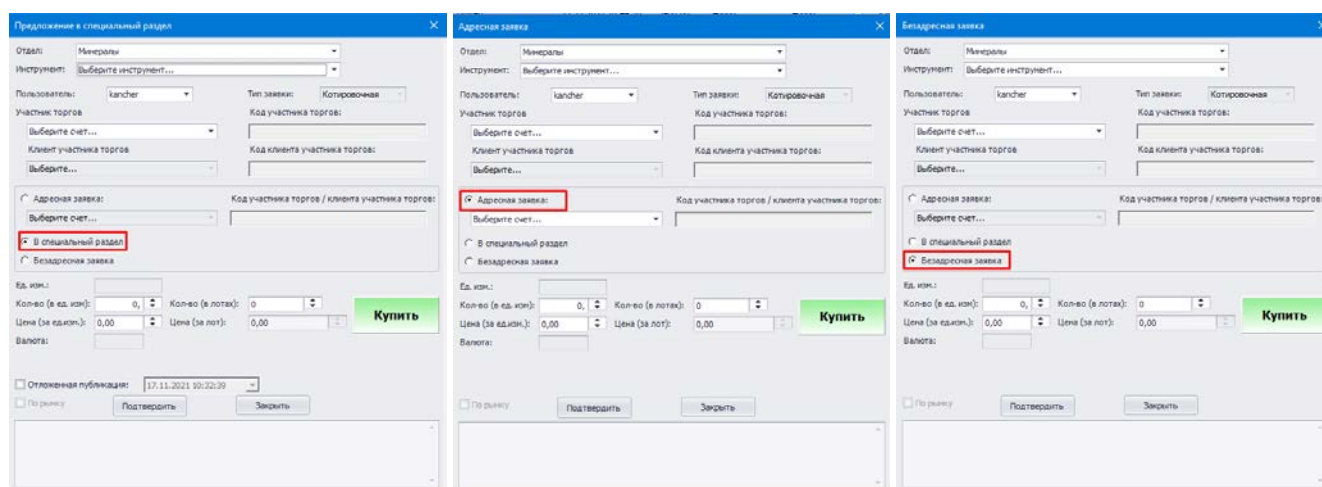 Предложение в специальный раздел
Отдел: Минералы
Инструмент: Выберите инструмент...
Пользователь: kancher Тип заявки: Котировочная
Участник торгов Код участника торгов:
Выберите счет...
Клиент участника торгов Код клиента участника торгов:
Выберите...
Адресная заявка: Код участника торгов / клиента участника торгов:
Выберите счет...
В специальный раздел
Безадресная заявка
Ед. изм.:
Кол-во (в ед. изм): 0, Кол-во (в лотах): 0
Цена (за ед.изм.): 0,00 Цена (за лот): 0,00
Купить
Валюта:
Отложенная публикация: 17.11.2021 10:32:39
По рынку Подтвердить Закрыть
Адресная заявка
Отдел: Минералы
Инструмент: Выберите инструмент...
Пользователь: kancher Тип заявки: Котировочная
Участник торгов Код участника торгов:
Выберите счет...
Клиент участника торгов Код клиента участника торгов:
Выберите...
Адресная заявка: Код участника торгов / клиента участника торгов:
Выберите счет...
В специальный раздел
Безадресная заявка
Ед. изм.:
Кол-во (в ед. изм): 0, Кол-во (в лотах): 0
Цена (за ед.изм.): 0,00 Цена (за лот): 0,00
Купить
Валюта:
По рынку Подтвердить Закрыть
Безадресная заявка
Отдел: Минералы
Инструмент: Выберите инструмент...
Пользователь: kancher Тип заявки: Котировочная
Участник торгов Код участника торгов:
Выберите счет...
Клиент участника торгов Код клиента участника торгов:
Выберите...
Адресная заявка: Код участника торгов / клиента участника торгов:
Выберите счет...
В специальный раздел
Безадресная заявка
Ед. изм.:
Кол-во (в ед. изм): 0, Кол-во (в лотах): 0
Цена (за ед.изм.): 0,00 Цена (за лот): 0,00
Купить
Валюта:
По рынку Подтвердить Закрыть